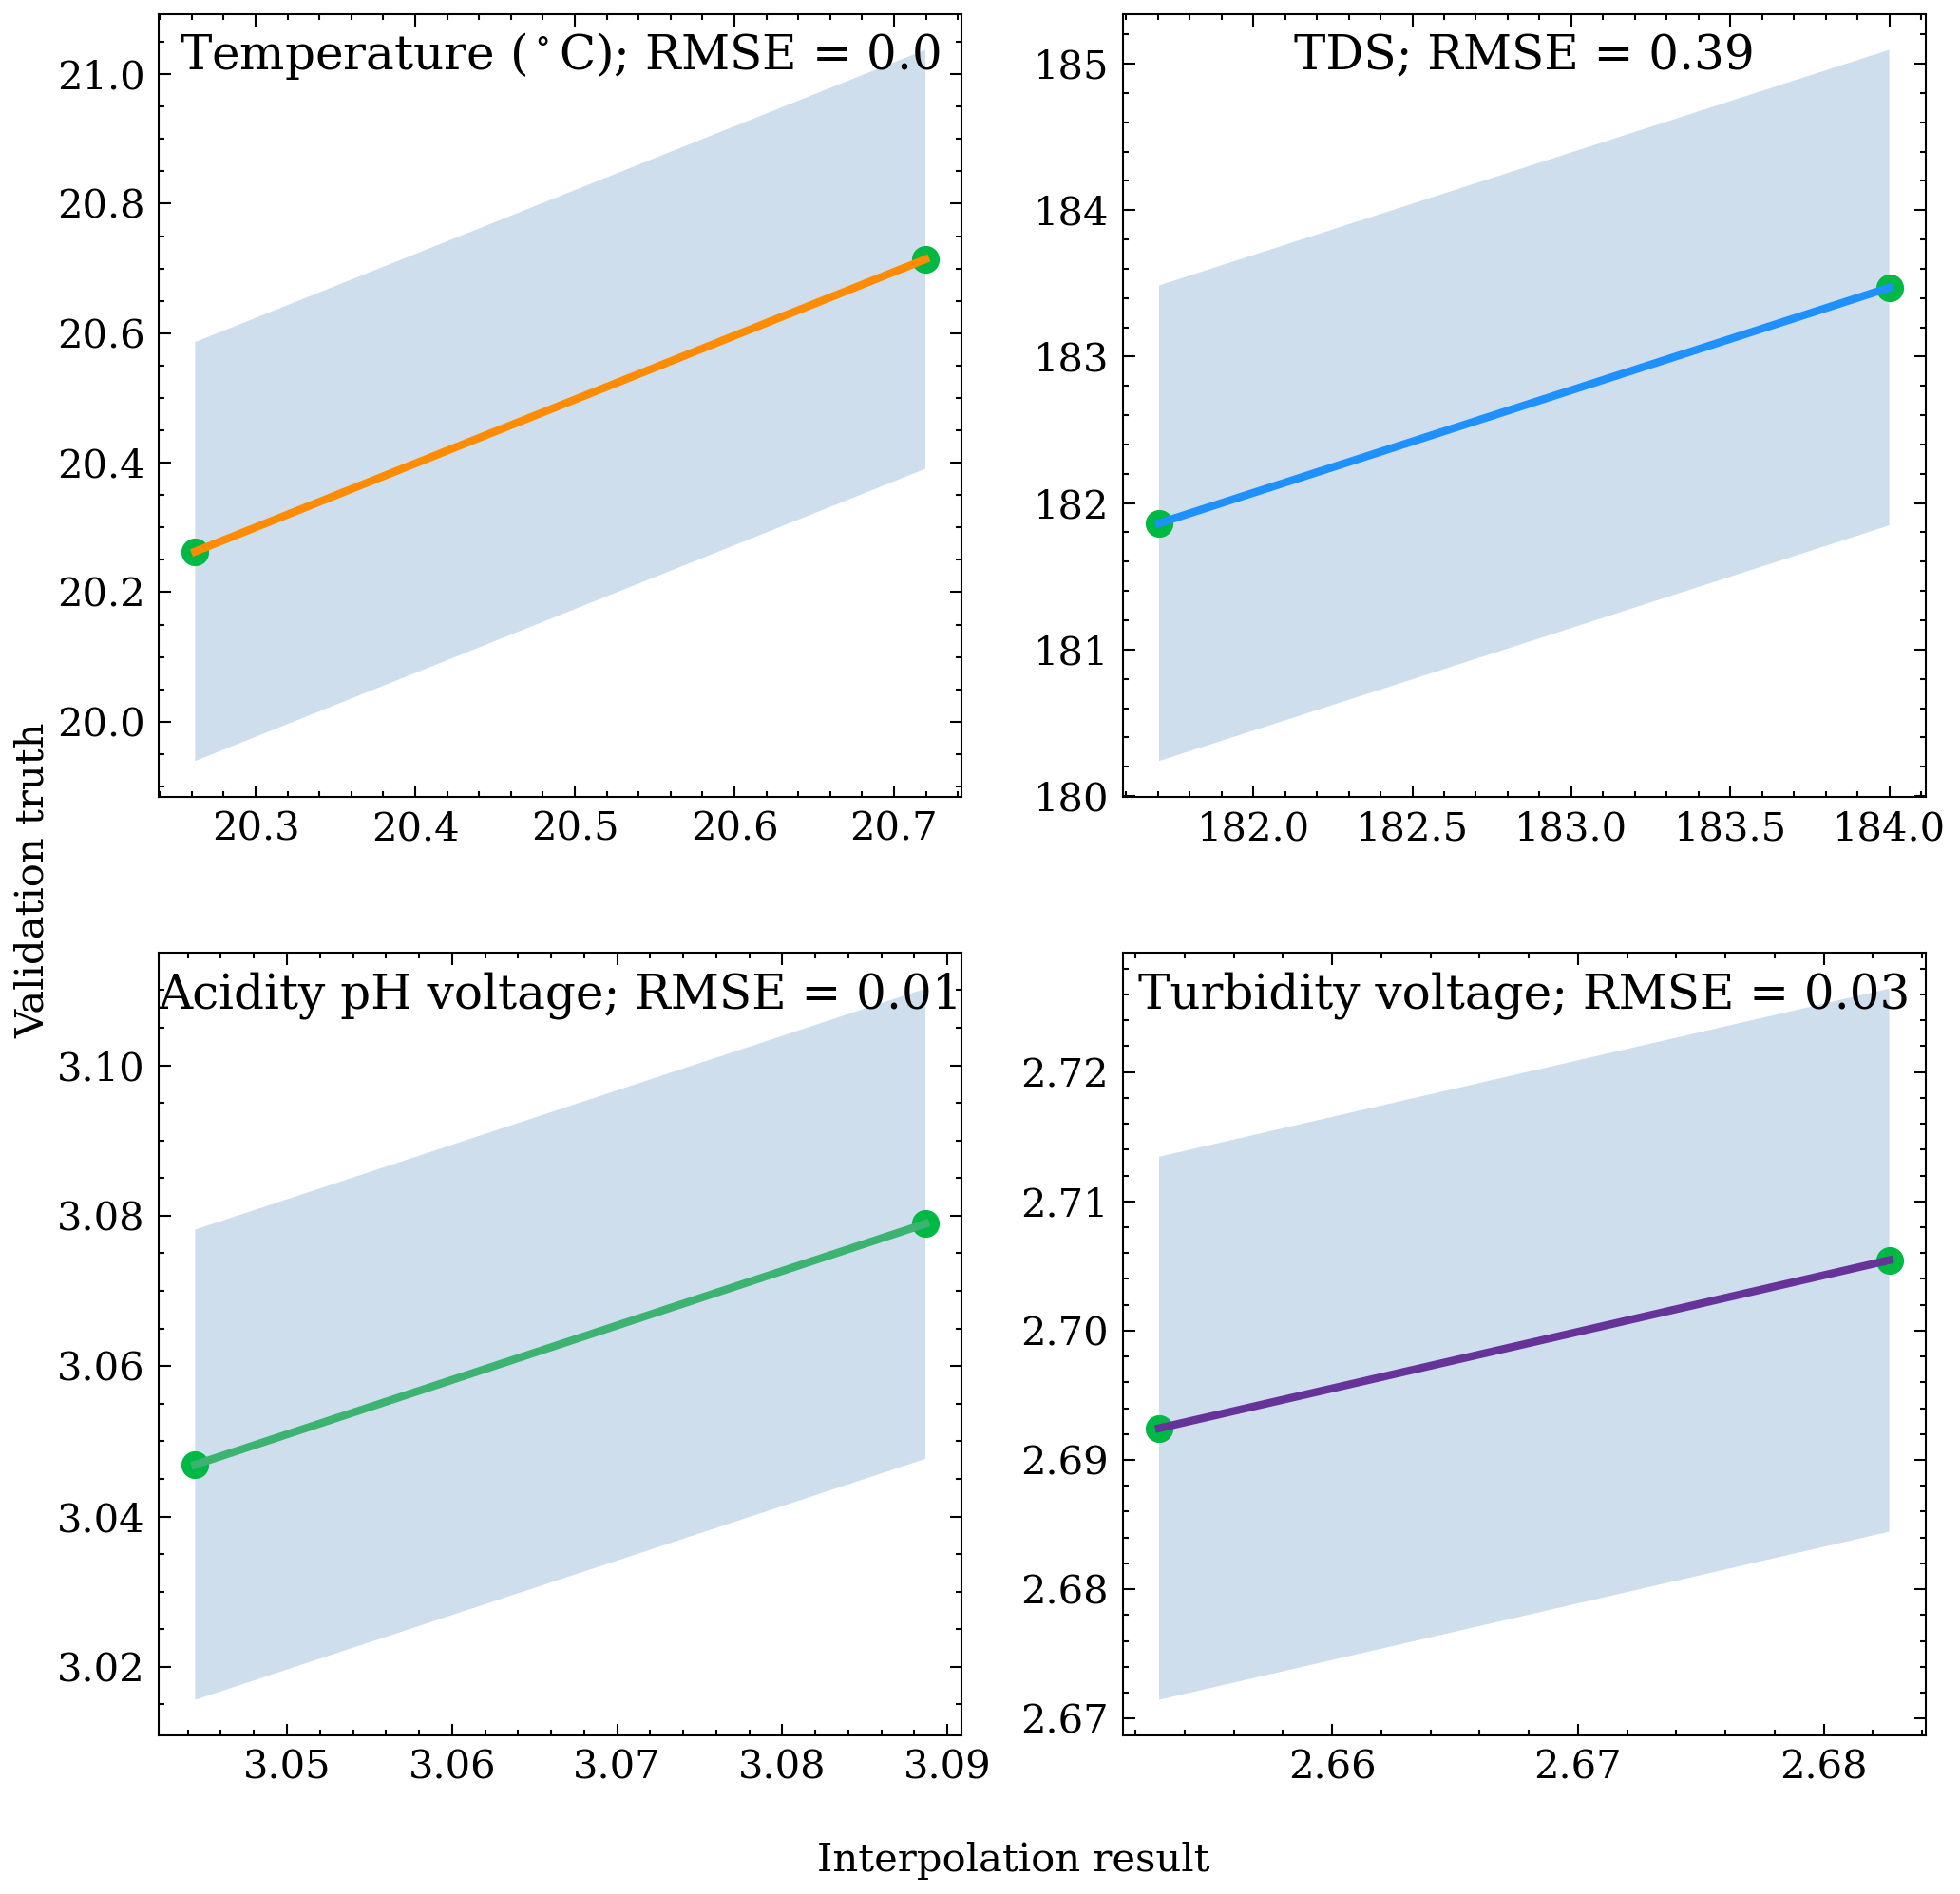 Temperature (°C); RMSE = 0.0
21.0
20.8
20.6
20.4
20.2
20.0
20.3 20.4 20.5 20.6 20.7
TDS; RMSE = 0.39
185
184
183
182
181
180
182.0 182.5 183.0 183.5 184.0
Validation truth
Acidity pH voltage; RMSE = 0.01
3.10
3.08
3.06
3.04
3.02
3.05 3.06 3.07 3.08 3.09
Turbidity voltage; RMSE = 0.03
2.72
2.71
2.70
2.69
2.68
2.67
2.66 2.67 2.68
Interpolation result